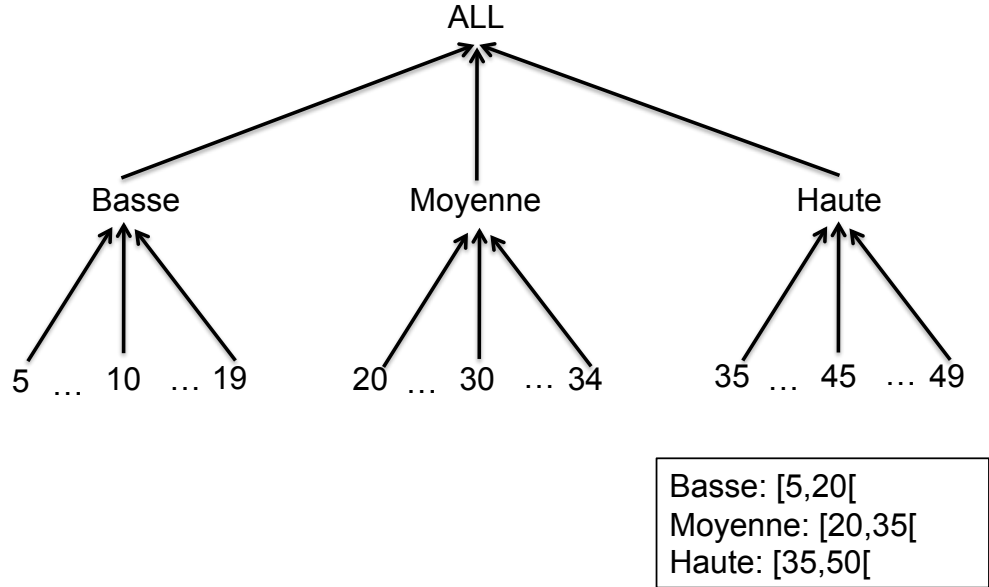 ALL
Basse Moyenne Haute
5 … 10 … 19 20 … 30 … 34 35 … 45 … 49
Basse: [5,20[
Moyenne: [20,35[
Haute: [35,50[